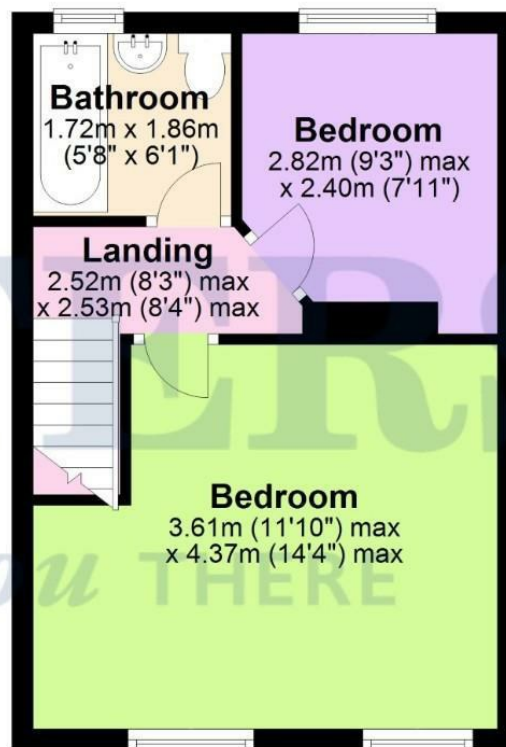 Bathroom
1.72m x 1.86m
(5'8" x 6'1")
Bedroom
2.82m (9'3") max
x 2.40m (7'11")
Landing
2.52m (8'3") max
x 2.53m (8'4") max
ERS
Bedroom
3.61m (11'10") max
x 4.37m (14'4") max
THERE